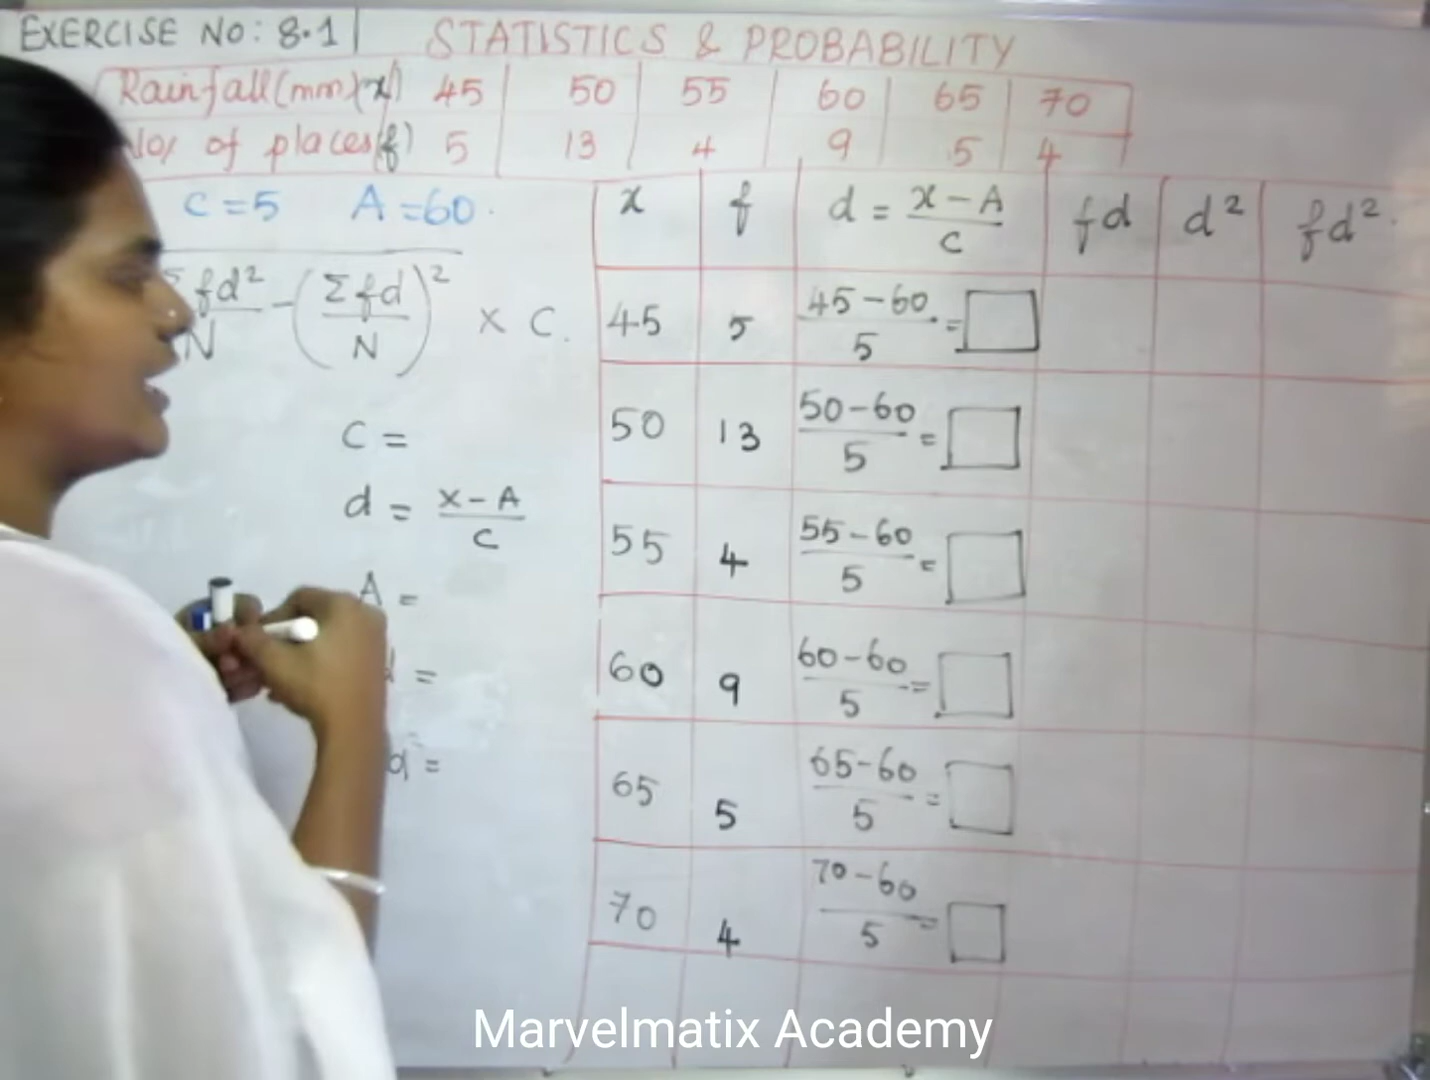 EXERCISE NO: 8.1 STATISTICS & PROBABILITY
Rainfall(mm)(x) 45 50 55 60 65 70
No. of places(f) 5 13 4 9 5 4
C = 5 A = 60
x f d = x - A / C fd d² fd²
Σfd² / N - (Σfd / N)² × C.
45 5 45 - 60 / 5 =
C =
50 13 50 - 60 / 5 =
d = x - A / C
55 4 55 - 60 / 5 =
A =
60 9 60 - 60 / 5 =
d =
65 5 65 - 60 / 5 =
70 4 70 - 60 / 5 =
Marvelmatix Academy